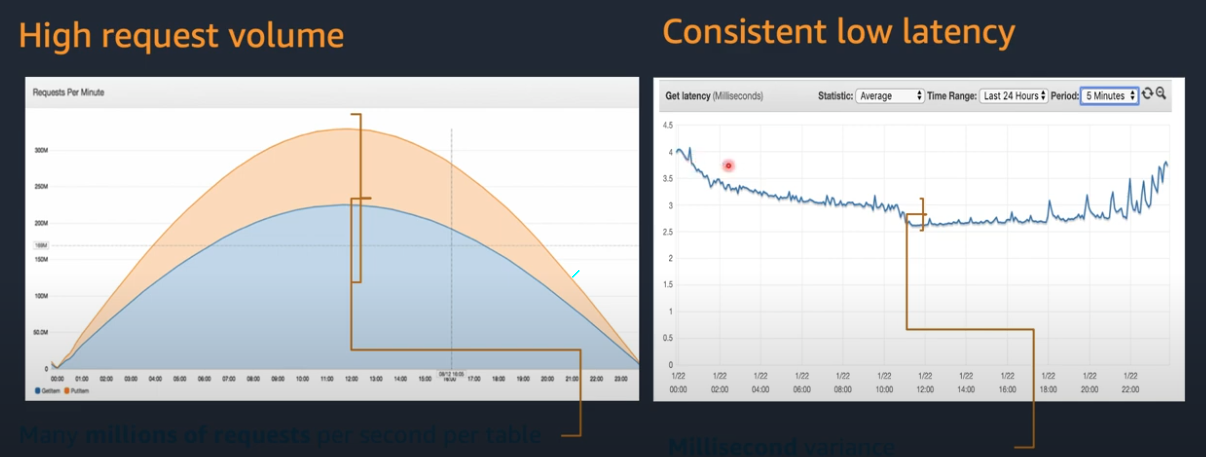 High request volume
Consistent low latency
Requests Per Minute
300M
250M
200M
150M
100M
50.0M
0
00:00 01:00 02:00 03:00 04:00 05:00 06:00 07:00 08:00 09:00 10:00 11:00 12:00 13:00 14:00 15:00 17:00 18:00 19:00 20:00 21:00 22:00 23:00
GetItem PutItem
Many millions of requests per second per table
Get latency (Milliseconds) Statistic: Average Time Range: Last 24 Hours Period: 5 Minutes
4.5
4
3.5
3
2.5
2
1.5
1
0.5
0
1/22 1/22 1/22 1/22 1/22 1/22 1/22 1/22 1/22 1/22 1/22 1/22
00:00 02:00 04:00 06:00 08:00 10:00 12:00 14:00 16:00 18:00 20:00 22:00
Millisecond variance